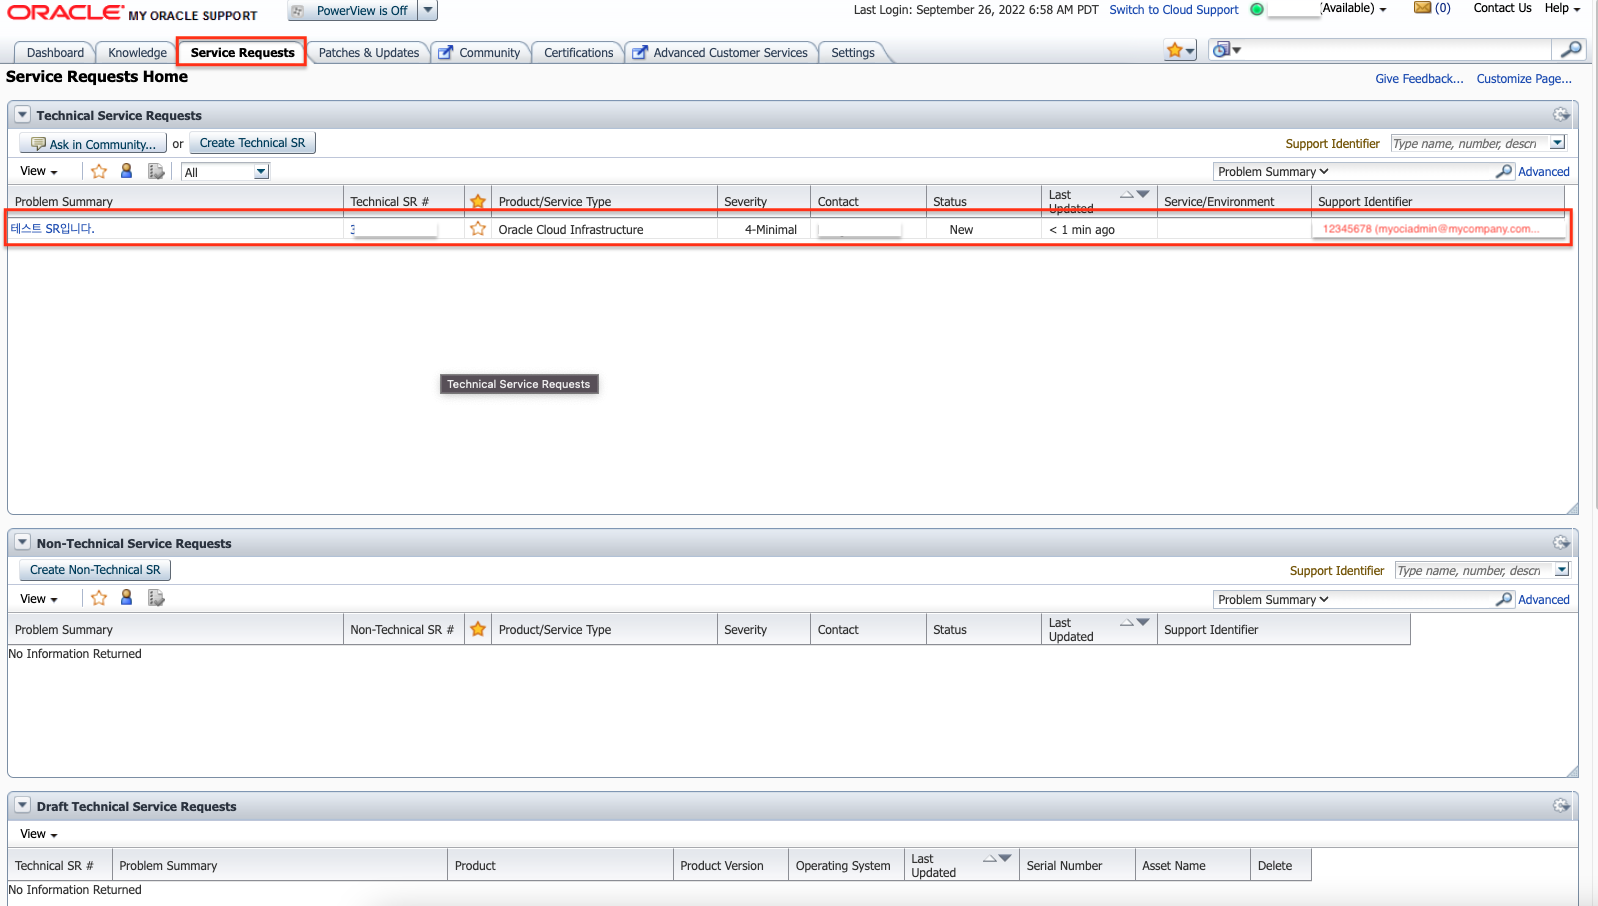 ORACLE MY ORACLE SUPPORT PowerView is Off Last Login: September 26, 2022 6:58 AM PDT Switch to Cloud Support (Available) (0) Contact Us Help
Dashboard Knowledge Service Requests Patches & Updates Community Certifications Advanced Customer Services Settings
Service Requests Home Give Feedback... Customize Page...
Technical Service Requests
Ask in Community... or Create Technical SR Support Identifier Type name, number, descri
View All Problem Summary Advanced
Problem Summary Technical SR # Product/Service Type Severity Contact Status Last Updated Service/Environment Support Identifier
테스트 SR입니다. 3 Oracle Cloud Infrastructure 4-Minimal New < 1 min ago 12345678 (myociadmin@mycompany.com...
Technical Service Requests
Non-Technical Service Requests
Create Non-Technical SR Support Identifier Type name, number, descri
View Problem Summary Advanced
Problem Summary Non-Technical SR # Product/Service Type Severity Contact Status Last Updated Support Identifier
No Information Returned
Draft Technical Service Requests
View
Technical SR # Problem Summary Product Product Version Operating System Last Updated Serial Number Asset Name Delete
No Information Returned